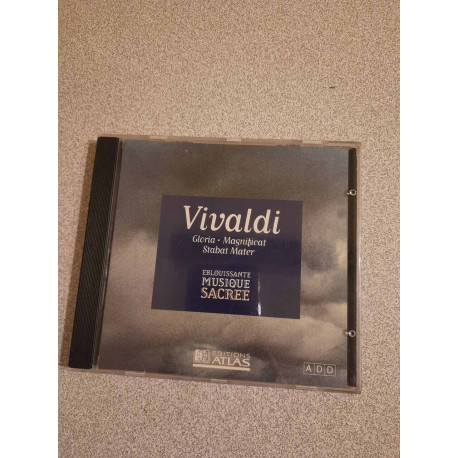 Vivaldi
Gloria • Magnificat
Stabat Mater
EBLOUISSANTE
MUSIQUE
SACREE
EDITIONS
ATLAS
ADD